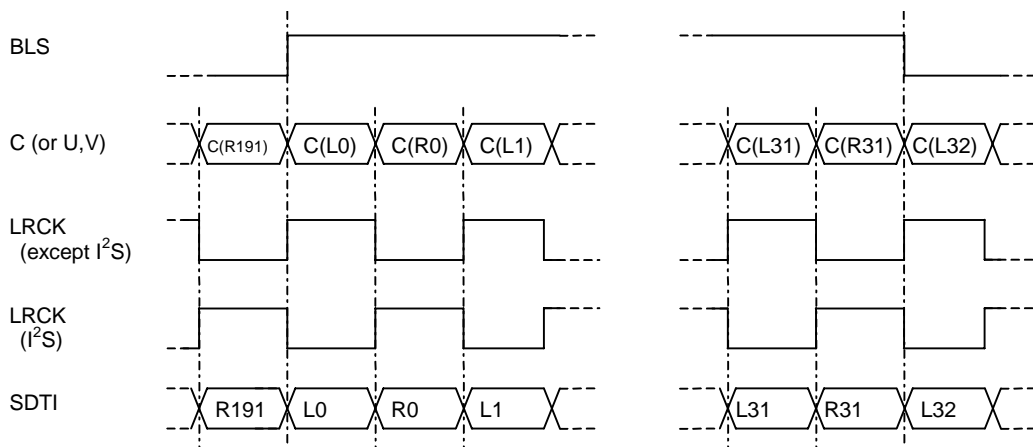 BLS
C (or U,V)
C(R191) C(L0) C(R0) C(L1) C(L31) C(R31) C(L32)
LRCK
(except I²S)
LRCK
(I²S)
SDTI
R191 L0 R0 L1 L31 R31 L32